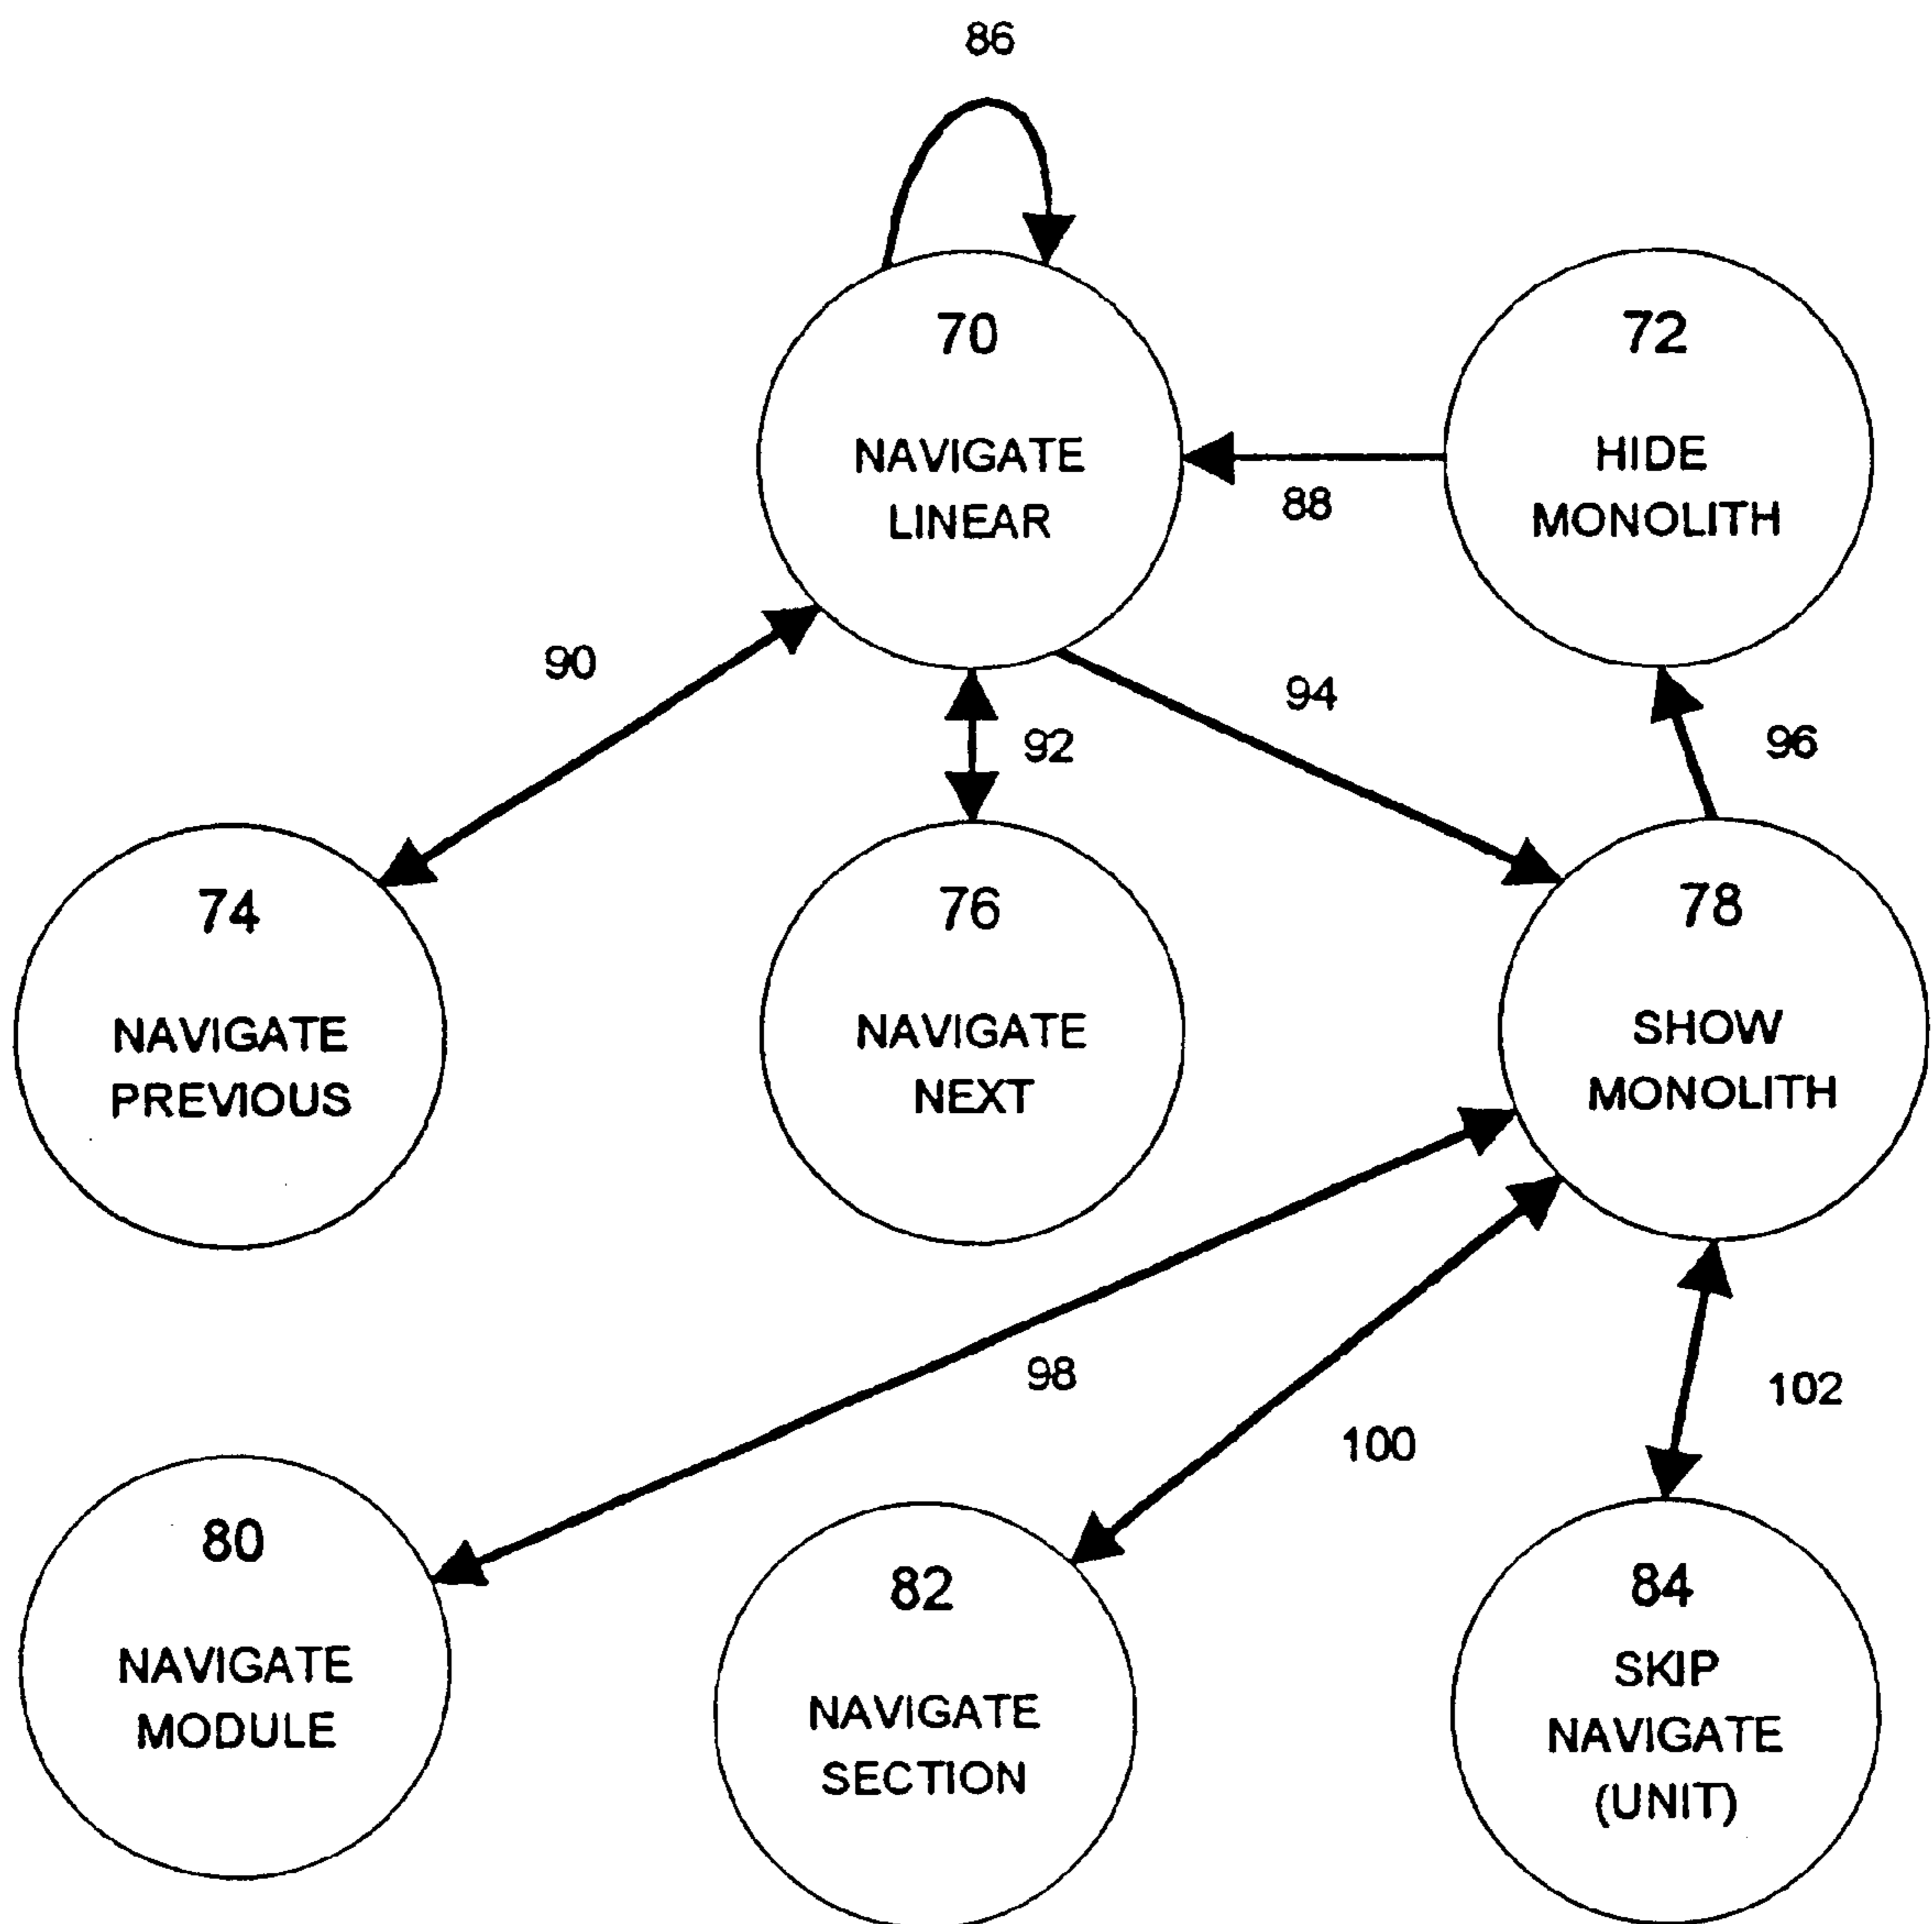 86
70
NAVIGATE
LINEAR
72
HIDE
MONOLITH
88
90
92
94
96
74
NAVIGATE
PREVIOUS
76
NAVIGATE
NEXT
78
SHOW
MONOLITH
98
100
102
80
NAVIGATE
MODULE
82
NAVIGATE
SECTION
84
SKIP
NAVIGATE
(UNIT)